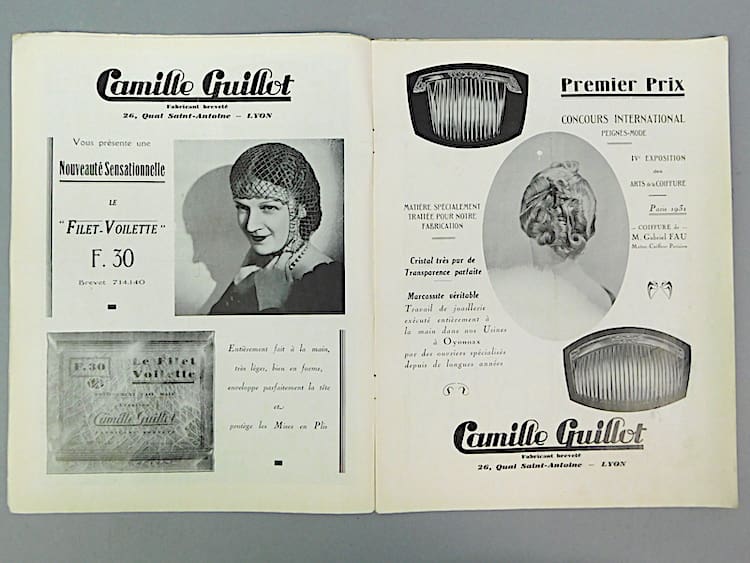 Camille Guillot
Fabricant breveté
26, Quai Saint-Antoine – LYON
Vous présente une
Nouveauté Sensationnelle
LE
"FILET-VOILETTE"
F. 30
Brevet 714.140
F. 30
Le Filet
Voilette
Camille Guillot
Entièrement fait à la main,
très léger, bien en forme,
enveloppe parfaitement la tête
et
protège les Mises en Plis
Premier Prix
CONCOURS INTERNATIONAL
PEIGNES-MODE
IVe EXPOSITION
des
ARTS de la COIFFURE
Paris 1931
— COIFFURE de —
M. Gabriel FAU
Maître-Coiffeur Parisien
MATIÈRE SPÉCIALEMENT
TRAITÉE POUR NOTRE
FABRICATION
Cristal très pur de
Transparence parfaite
Marcassite véritable
Travail de joaillerie
exécuté entièrement à
la main dans nos Usines
à OYONNAX
par des ouvriers spécialisés
depuis de longues années
Camille Guillot
Fabricant breveté
26, Quai Saint-Antoine – LYON